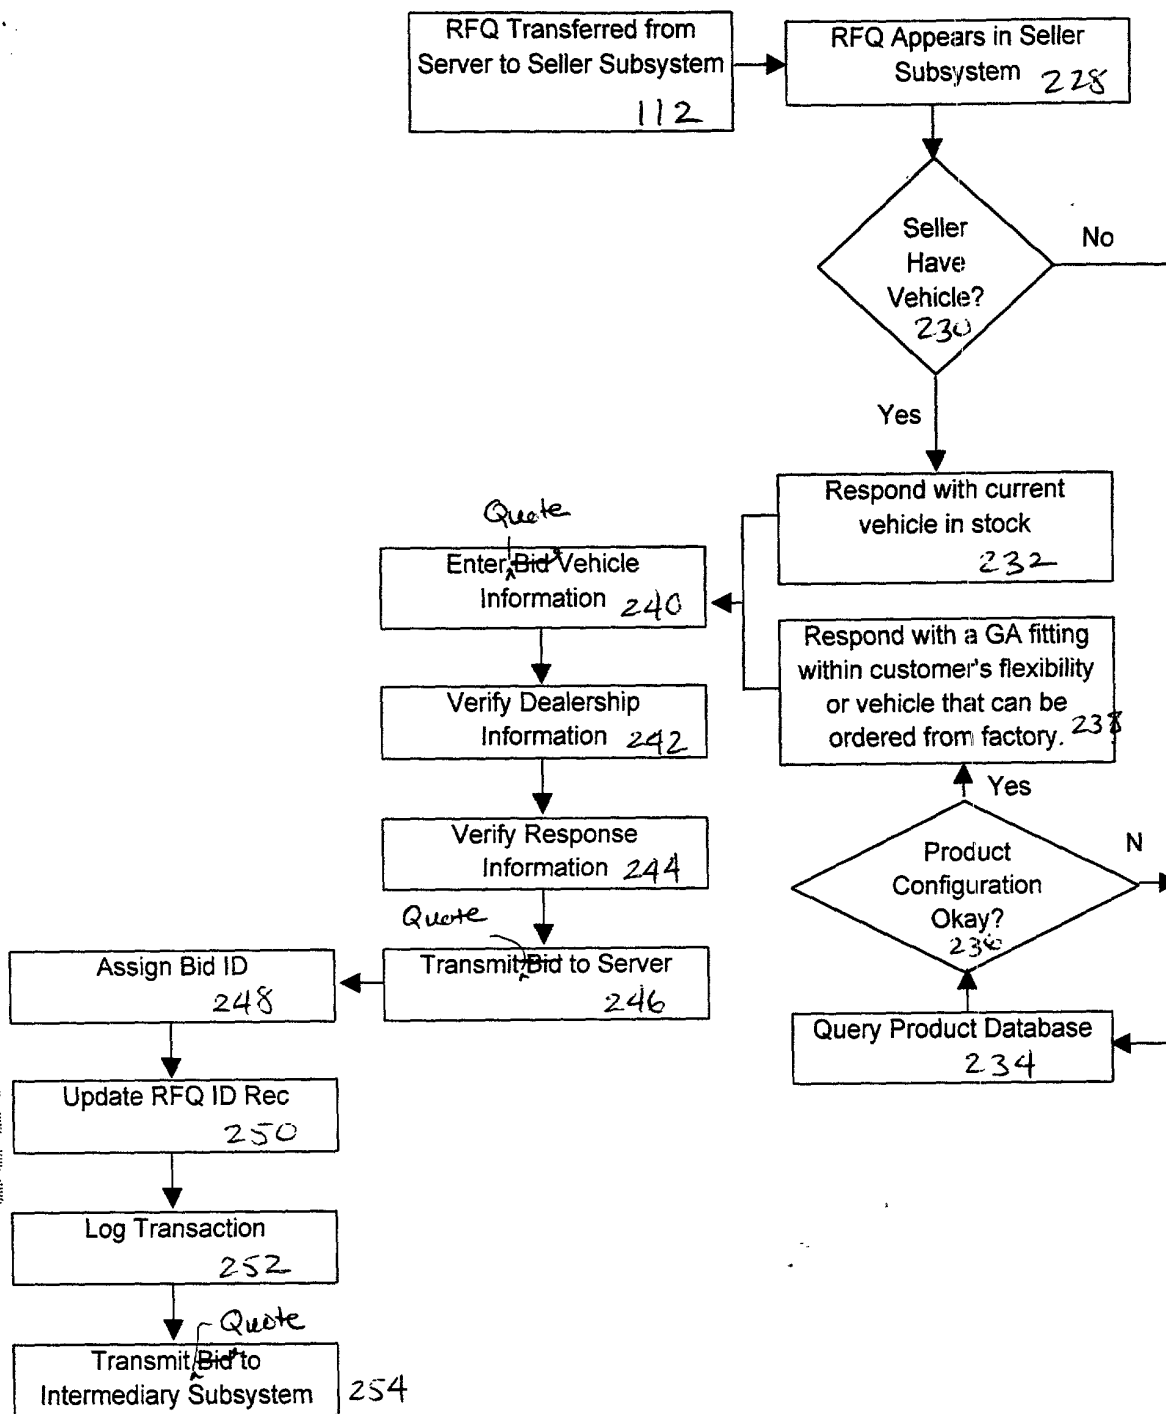 RFQ Transferred from
Server to Seller Subsystem
112
RFQ Appears in Seller
Subsystem 228
Seller
Have
Vehicle?
230
No
Yes
Respond with current
vehicle in stock
232
Quote
Enter Bid Vehicle
Information 240
Respond with a GA fitting
within customer's flexibility
or vehicle that can be
ordered from factory. 238
Verify Dealership
Information 242
Yes
Verify Response
Information 244
Product
Configuration
Okay?
236
N
Quote
Transmit Bid to Server
246
Assign Bid ID
248
Query Product Database
234
Update RFQ ID Rec
250
Log Transaction
252
Quote
Transmit Bid to
Intermediary Subsystem 254